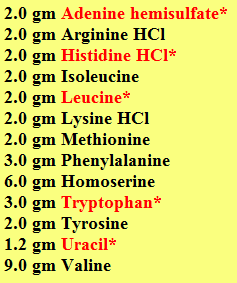 2.0 gm Adenine hemisulfate*
2.0 gm Arginine HCl
2.0 gm Histidine HCl*
2.0 gm Isoleucine
2.0 gm Leucine*
2.0 gm Lysine HCl
2.0 gm Methionine
3.0 gm Phenylalanine
6.0 gm Homoserine
3.0 gm Tryptophan*
2.0 gm Tyrosine
1.2 gm Uracil*
9.0 gm Valine